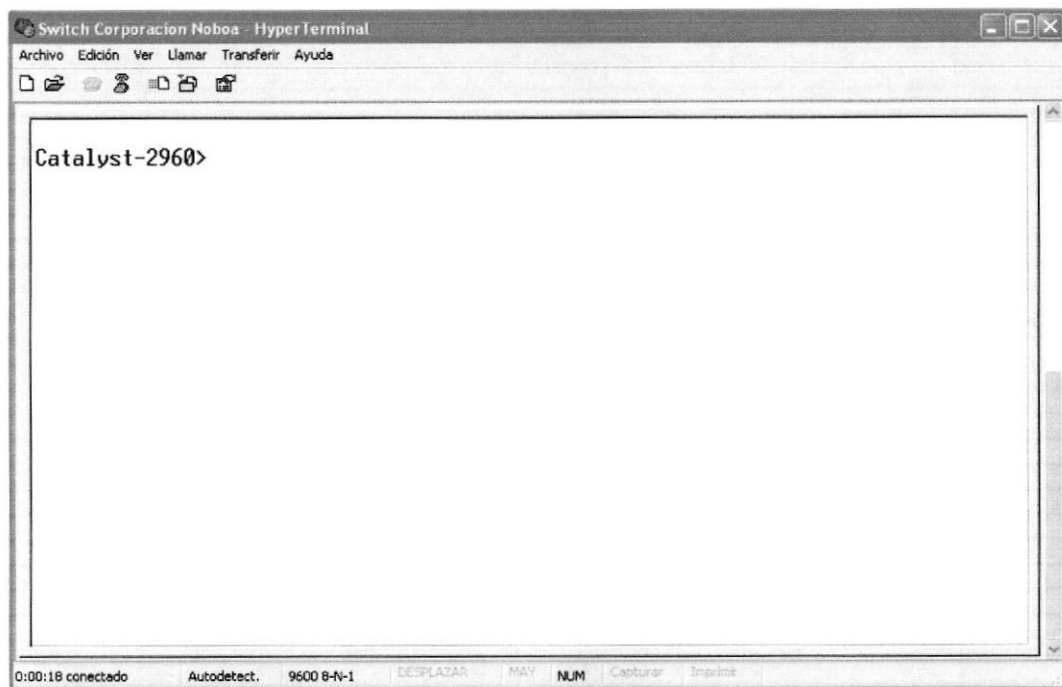 Switch Corporacion Noboa - HyperTerminal
Archivo Edición Ver Llamar Transferir Ayuda
Catalyst-2960>
0:00:18 conectado Autodetect. 9600 8-N-1 DESPLAZAR MAY NUM Capturar Imprimir